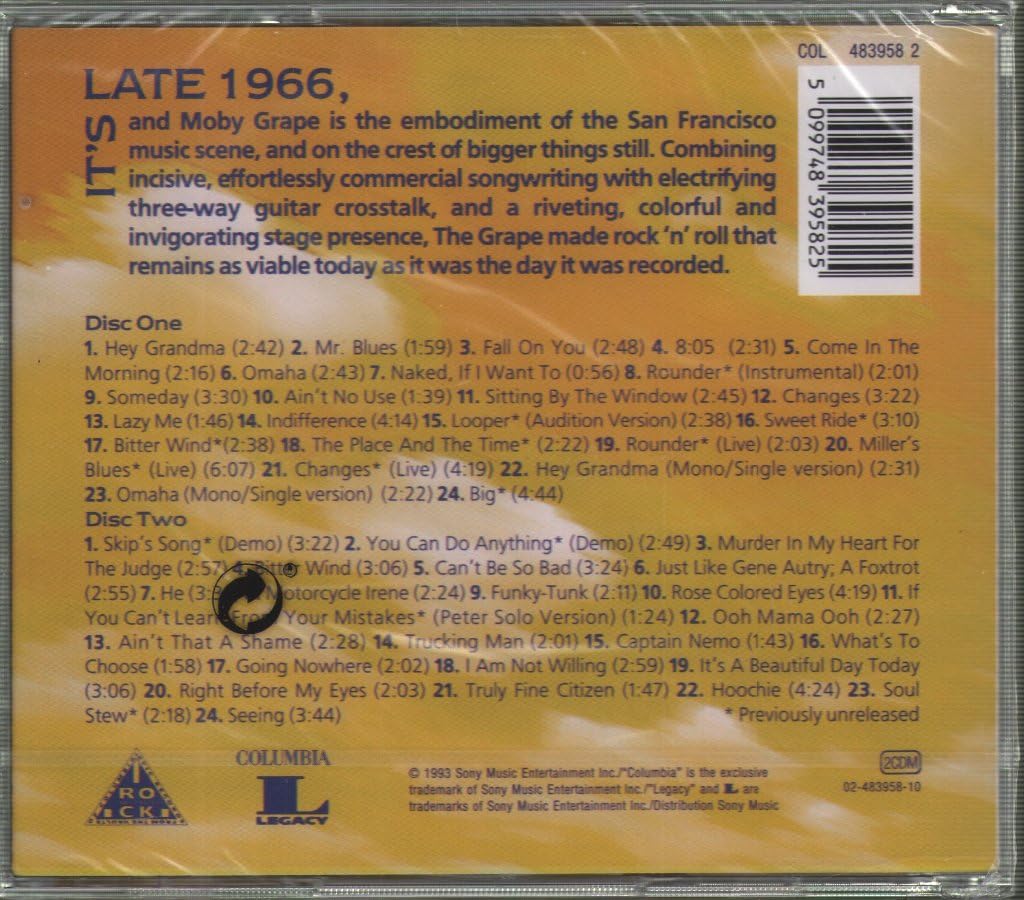 COL 483958 2
IT'S LATE 1966,
and Moby Grape is the embodiment of the San Francisco
music scene, and on the crest of bigger things still. Combining
incisive, effortlessly commercial songwriting with electrifying
three-way guitar crosstalk, and a riveting, colorful and
invigorating stage presence, The Grape made rock 'n' roll that
remains as viable today as it was the day it was recorded.
5 099748 395825
Disc One
1. Hey Grandma (2:42) 2. Mr. Blues (1:59) 3. Fall On You (2:48) 4. 8:05 (2:31) 5. Come In The
Morning (2:16) 6. Omaha (2:43) 7. Naked, If I Want To (0:56) 8. Rounder* (Instrumental) (2:01)
9. Someday (3:30) 10. Ain't No Use (1:39) 11. Sitting By The Window (2:45) 12. Changes (3:22)
13. Lazy Me (1:46) 14. Indifference (4:14) 15. Looper* (Audition Version) (2:38) 16. Sweet Ride* (3:10)
17. Bitter Wind*(2:38) 18. The Place And The Time* (2:22) 19. Rounder* (Live) (2:03) 20. Miller's
Blues* (Live) (6:07) 21. Changes* (Live) (4:19) 22. Hey Grandma (Mono/Single version) (2:31)
23. Omaha (Mono/Single version) (2:22) 24. Big* (4:44)
Disc Two
1. Skip's Song* (Demo) (3:22) 2. You Can Do Anything* (Demo) (2:49) 3. Murder In My Heart For
The Judge (2:57) 4. Bitter Wind (3:06) 5. Can't Be So Bad (3:24) 6. Just Like Gene Autry; A Foxtrot
(2:55) 7. He Motorcycle Irene (2:24) 9. Funky-Tunk (2:11) 10. Rose Colored Eyes (4:19) 11. If
You Can't Learn From Your Mistakes* (Peter Solo Version) (1:24) 12. Ooh Mama Ooh (2:27)
13. Ain't That A Shame (2:28) 14. Trucking Man (2:01) 15. Captain Nemo (1:43) 16. What's To
Choose (1:58) 17. Going Nowhere (2:02) 18. I Am Not Willing (2:59) 19. It's A Beautiful Day Today
(3:06) 20. Right Before My Eyes (2:03) 21. Truly Fine Citizen (1:47) 22. Hoochie (4:24) 23. Soul
Stew* (2:18) 24. Seeing (3:44) * Previously unreleased
ROCK
FROM THE VAULTS
COLUMBIA
L
LEGACY
© 1993 Sony Music Entertainment Inc./"Columbia" is the exclusive
trademark of Sony Music Entertainment Inc./"Legacy" and L are
trademarks of Sony Music Entertainment Inc./Distribution Sony Music
2CDM
02-483958-10